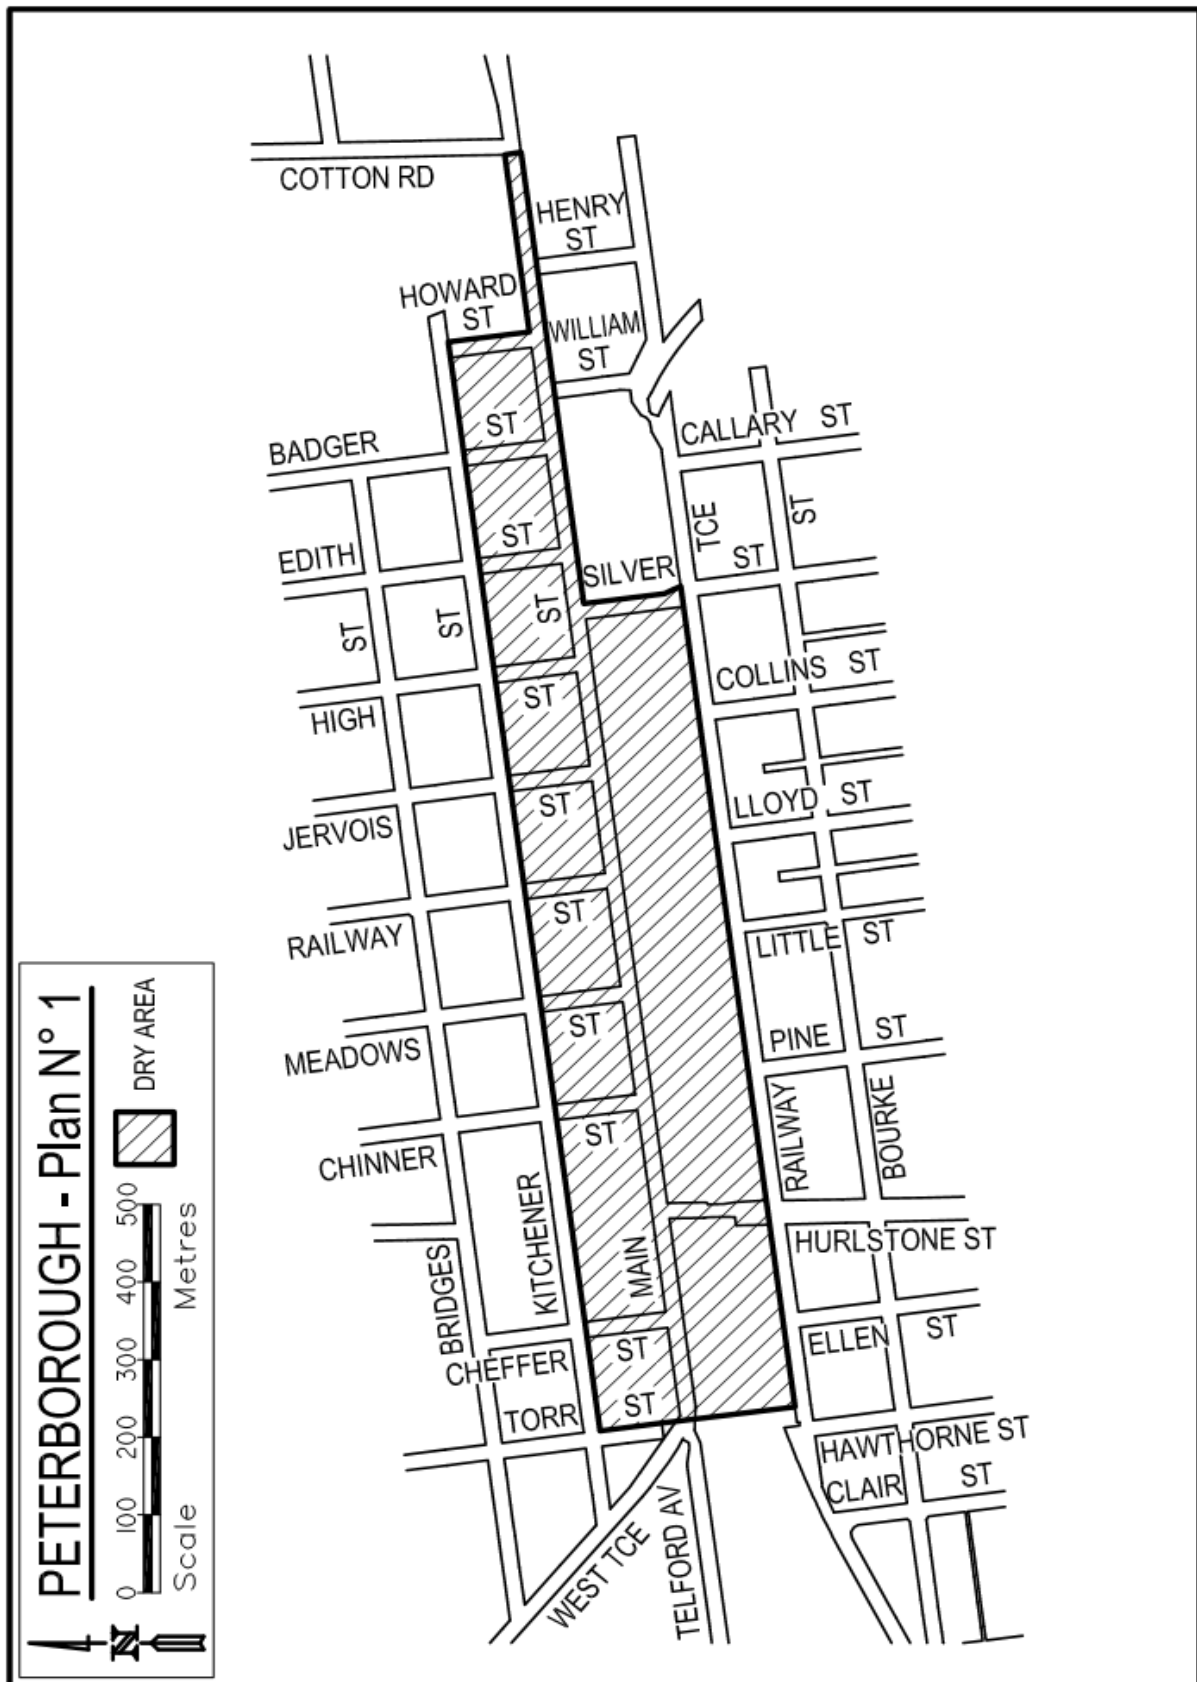 COTTON RD
HENRY
ST
HOWARD
ST
WILLIAM
ST
CALLARY ST
BADGER
ST
TCE
ST
ST
EDITH
ST
SILVER
ST
ST
ST
COLLINS ST
HIGH
ST
LLOYD ST
JERVOIS
ST
RAILWAY
ST
LITTLE ST
MEADOWS
ST
PINE ST
CHINNER
ST
RAILWAY
BOURKE
KITCHENER
MAIN
HURLSTONE ST
BRIDGES
CHEFFER
ST
ELLEN ST
TORR
ST
HAWTHORNE ST
CLAIR ST
WEST TCE
TELFORD AV
PETERBOROUGH - Plan N° 1
DRY AREA
0 100 200 300 400 500
Scale Metres
N